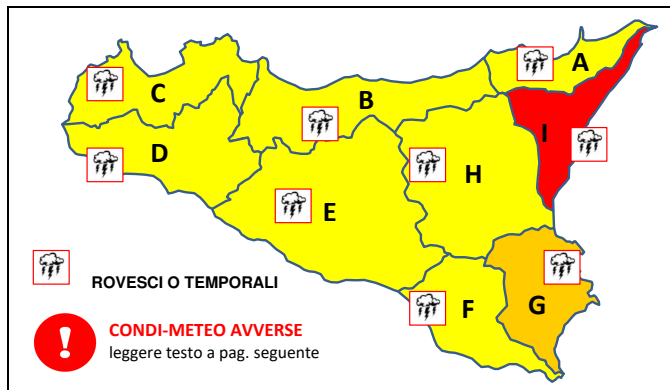 A
C
B
I
D
H
E
ROVESCI O TEMPORALI
F
G
! CONDI-METEO AVVERSE
leggere testo a pag. seguente